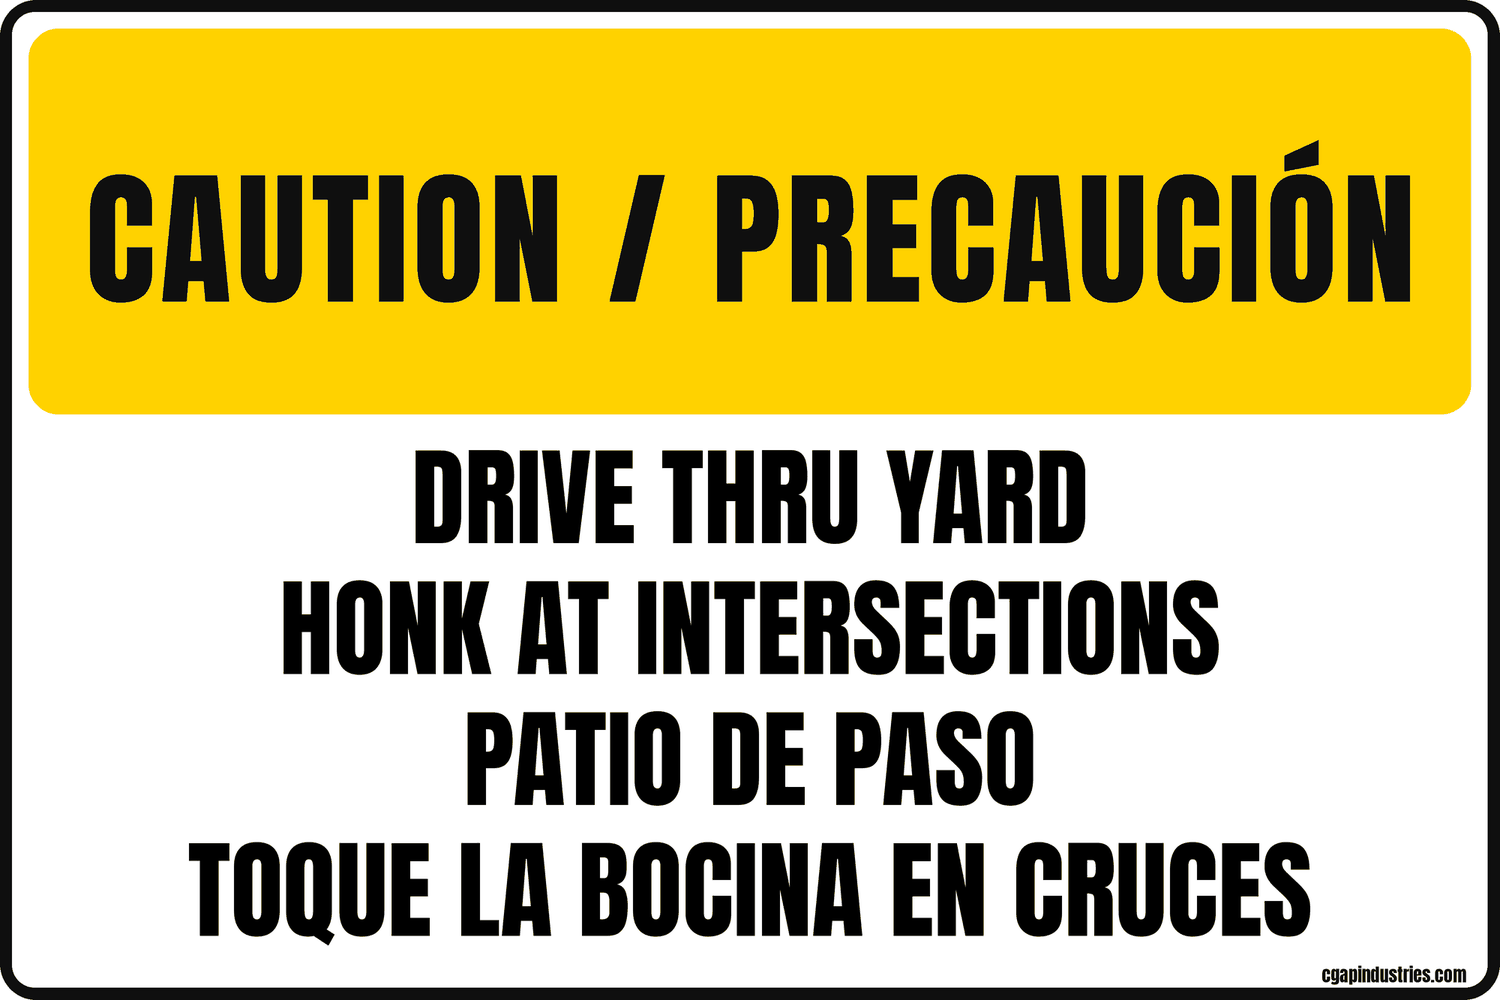 CAUTION / PRECAUCIÓN
DRIVE THRU YARD
HONK AT INTERSECTIONS
PATIO DE PASO
TOQUE LA BOCINA EN CRUCES
cgapindustries.com